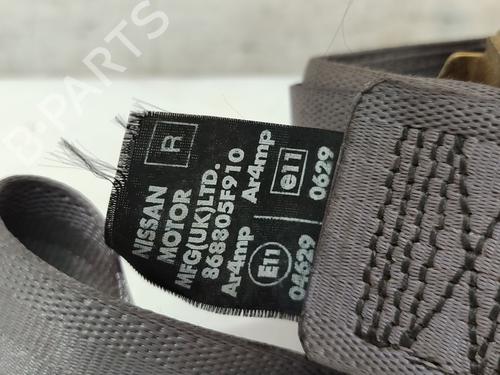 R
NISSAN
MOTOR
MFG(UK)LTD.
868805F910
Ar4mp Ar4mp
E11 e11
04629 0629
B-PARTS